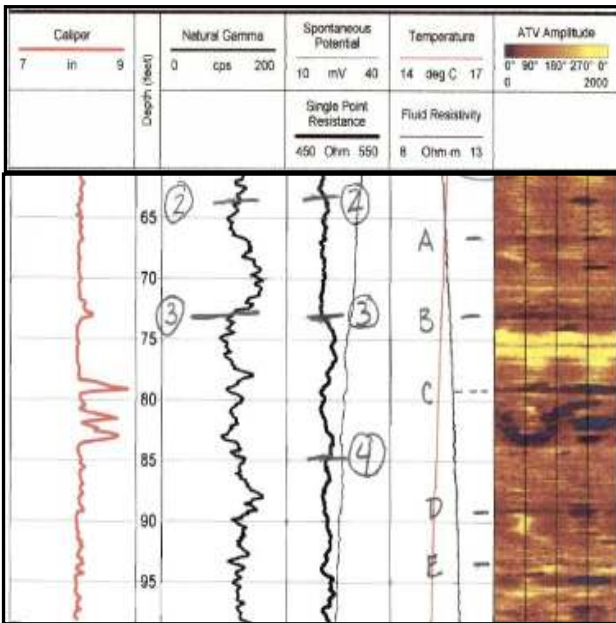 Caliper
7 in 9
Depth (feet)
Natural Gamma
0 cps 200
Spontaneous
Potential
10 mV 40
Single Point
Resistance
450 Ohm 550
Temperature
14 deg C 17
Fluid Resistivity
8 Ohm-m 13
ATV Amplitude
0° 90° 180° 270° 0°
0 2000
2 2
65
A
70
3 3 B
75
80 C
4
85
D
90
E
95